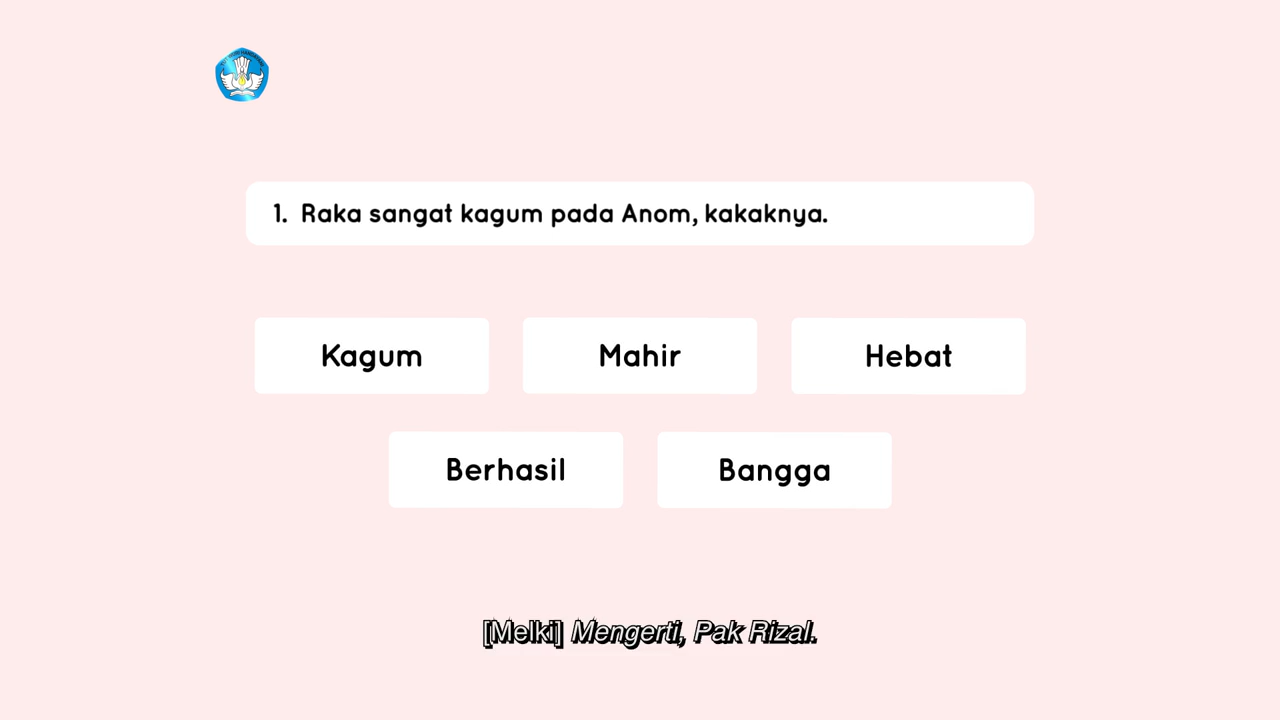 1. Raka sangat kagum pada Anom, kakaknya.
Kagum
Mahir
Hebat
Berhasil
Bangga
[Melki] Mengerti, Pak Rizal.